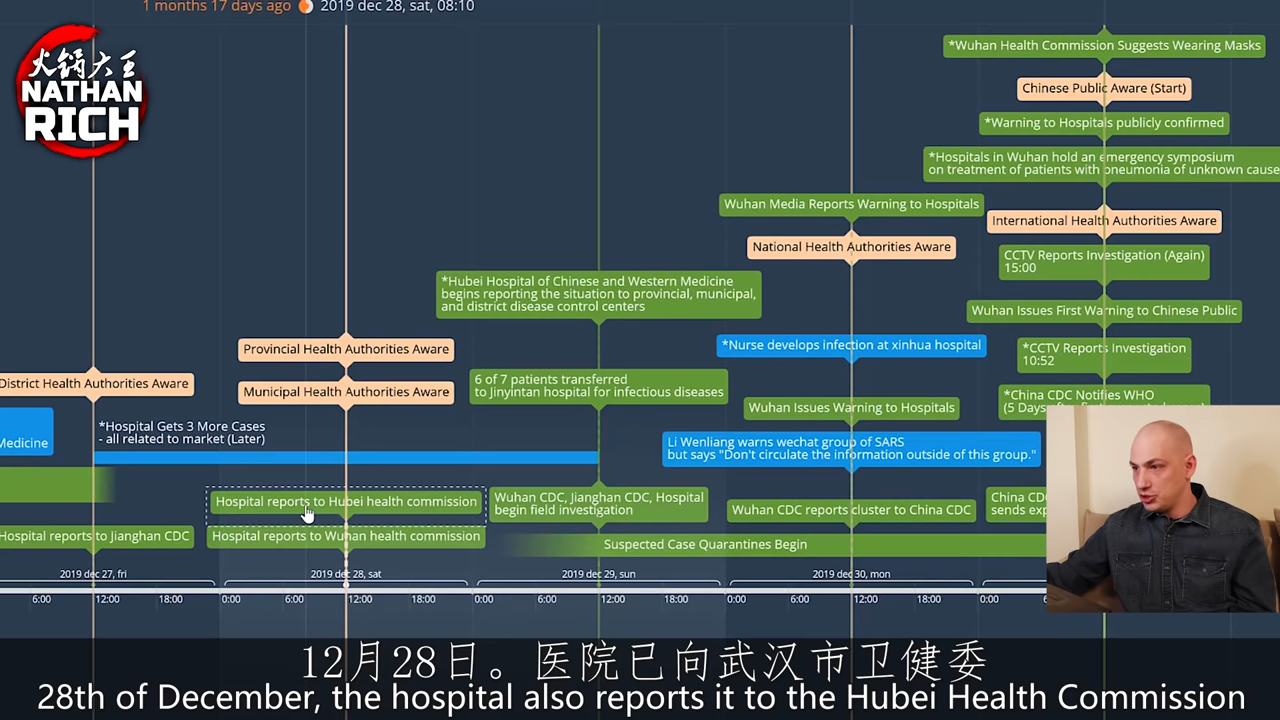 1 months 17 days ago
2019 dec 28, sat, 08:10
火锅大王
NATHAN
RICH
*Wuhan Health Commission Suggests Wearing Masks
Chinese Public Aware (Start)
*Warning to Hospitals publicly confirmed
*Hospitals in Wuhan hold an emergency symposium
on treatment of patients with pneumonia of unknown cause
Wuhan Media Reports Warning to Hospitals
International Health Authorities Aware
National Health Authorities Aware
CCTV Reports Investigation (Again)
15:00
*Hubei Hospital of Chinese and Western Medicine
begins reporting the situation to provincial, municipal,
and district disease control centers
Wuhan Issues First Warning to Chinese Public
Provincial Health Authorities Aware
*Nurse develops infection at xinhua hospital
*CCTV Reports Investigation
10:52
District Health Authorities Aware
Municipal Health Authorities Aware
6 of 7 patients transferred
to Jinyintan hospital for infectious diseases
Wuhan Issues Warning to Hospitals
*China CDC Notifies WHO
(5 Days
Medicine
*Hospital Gets 3 More Cases
- all related to market (Later)
Li Wenliang warns wechat group of SARS
but says "Don't circulate the information outside of this group."
Hospital reports to Hubei health commission
Wuhan CDC, Jianghan CDC, Hospital
begin field investigation
Wuhan CDC reports cluster to China CDC
China CDC
sends
Hospital reports to Jianghan CDC
Hospital reports to Wuhan health commission
Suspected Case Quarantines Begin
2019 dec 27, fri
2019 dec 28, sat
2019 dec 29, sun
2019 dec 30, mon
6:00 12:00 18:00 0:00 6:00 12:00 18:00 0:00 6:00 12:00 18:00 0:00 6:00 12:00 18:00 0:00
12月28日。医院已向武汉市卫健委
28th of December, the hospital also reports it to the Hubei Health Commission